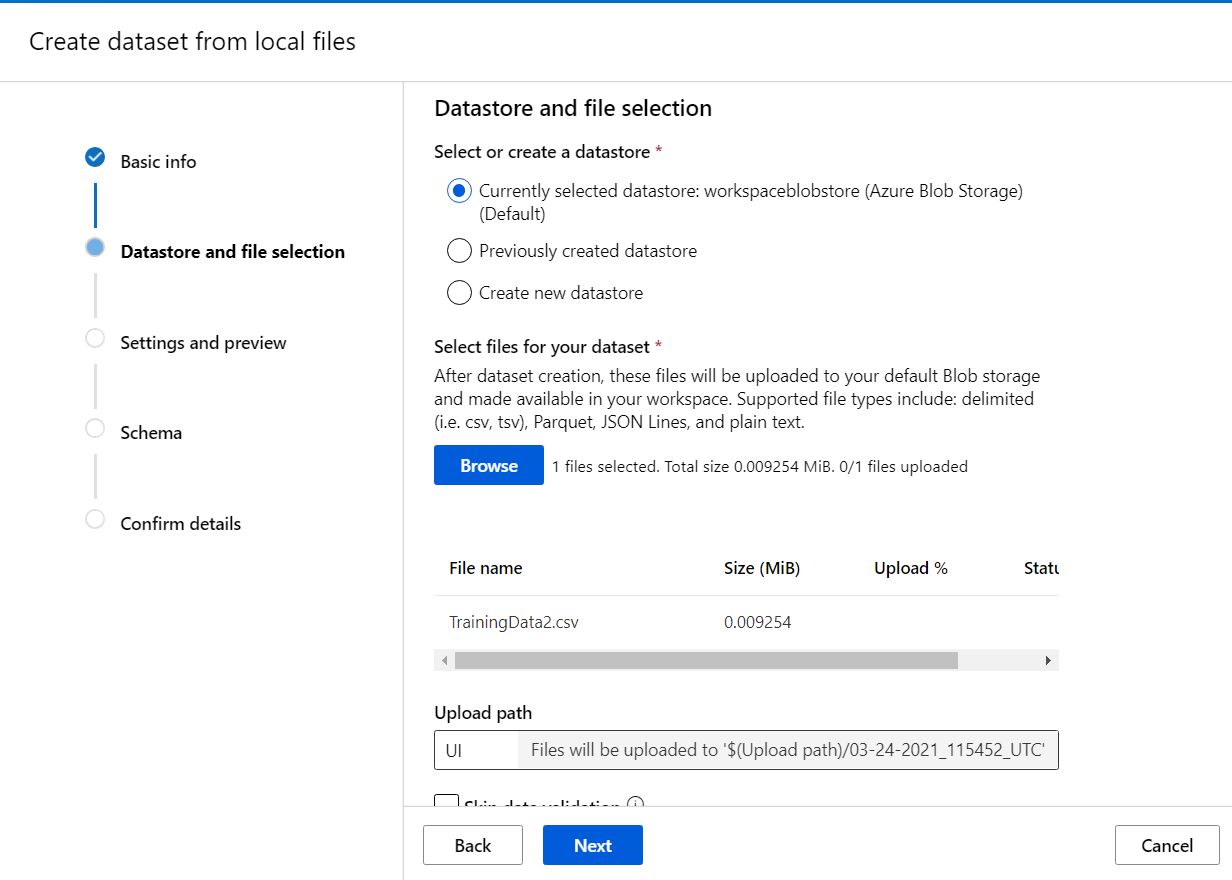 Create dataset from local files
Basic info
Datastore and file selection
Settings and preview
Schema
Confirm details
Datastore and file selection
Select or create a datastore *
Currently selected datastore: workspaceblobstore (Azure Blob Storage)
(Default)
Previously created datastore
Create new datastore
Select files for your dataset *
After dataset creation, these files will be uploaded to your default Blob storage
and made available in your workspace. Supported file types include: delimited
(i.e. csv, tsv), Parquet, JSON Lines, and plain text.
Browse 1 files selected. Total size 0.009254 MiB. 0/1 files uploaded
File name Size (MiB) Upload % Statu
TrainingData2.csv 0.009254
Upload path
UI Files will be uploaded to '$(Upload path)/03-24-2021_115452_UTC'
Skip data validation
Back Next Cancel